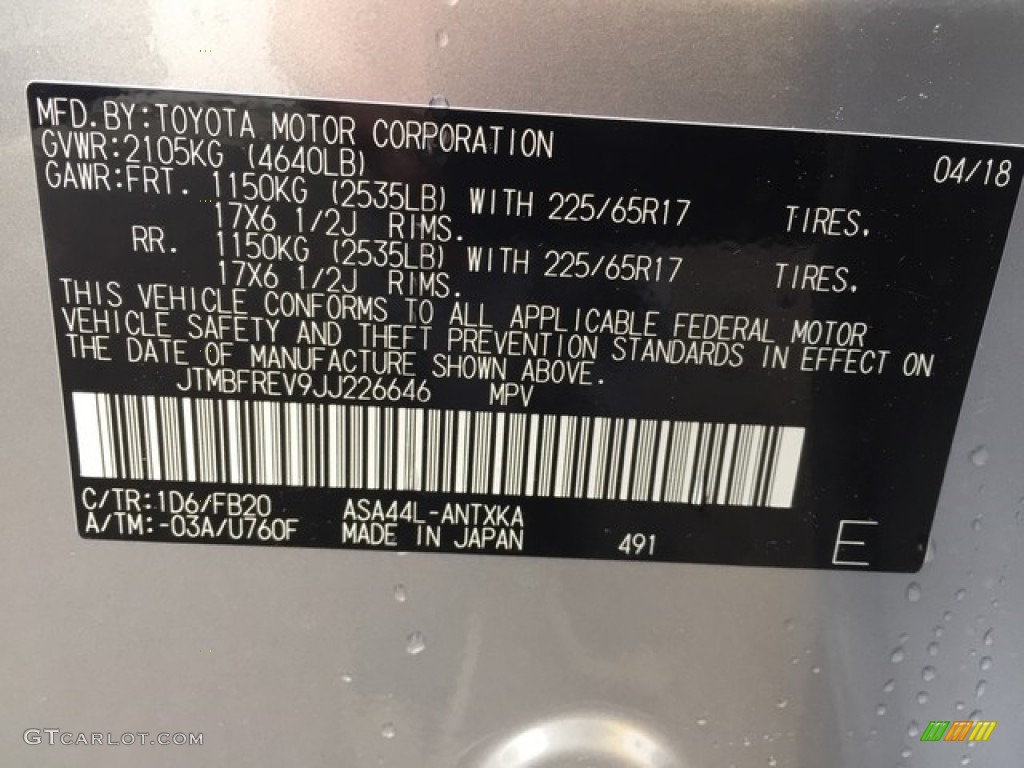 MFD.BY:TOYOTA MOTOR CORPORATION 04/18
GVWR:2105KG (4640LB)
GAWR:FRT. 1150KG (2535LB) WITH 225/65R17 TIRES.
17X6 1/2J RIMS.
RR. 1150KG (2535LB) WITH 225/65R17 TIRES.
17X6 1/2J RIMS.
THIS VEHICLE CONFORMS TO ALL APPLICABLE FEDERAL MOTOR
VEHICLE SAFETY AND THEFT PREVENTION STANDARDS IN EFFECT ON
THE DATE OF MANUFACTURE SHOWN ABOVE.
JTMBFREV9JJ226646 MPV
C/TR:1D6/FB20 ASA44L-ANTXKA
A/TM:-03A/U760F MADE IN JAPAN 491 E
GTCARLOT.COM